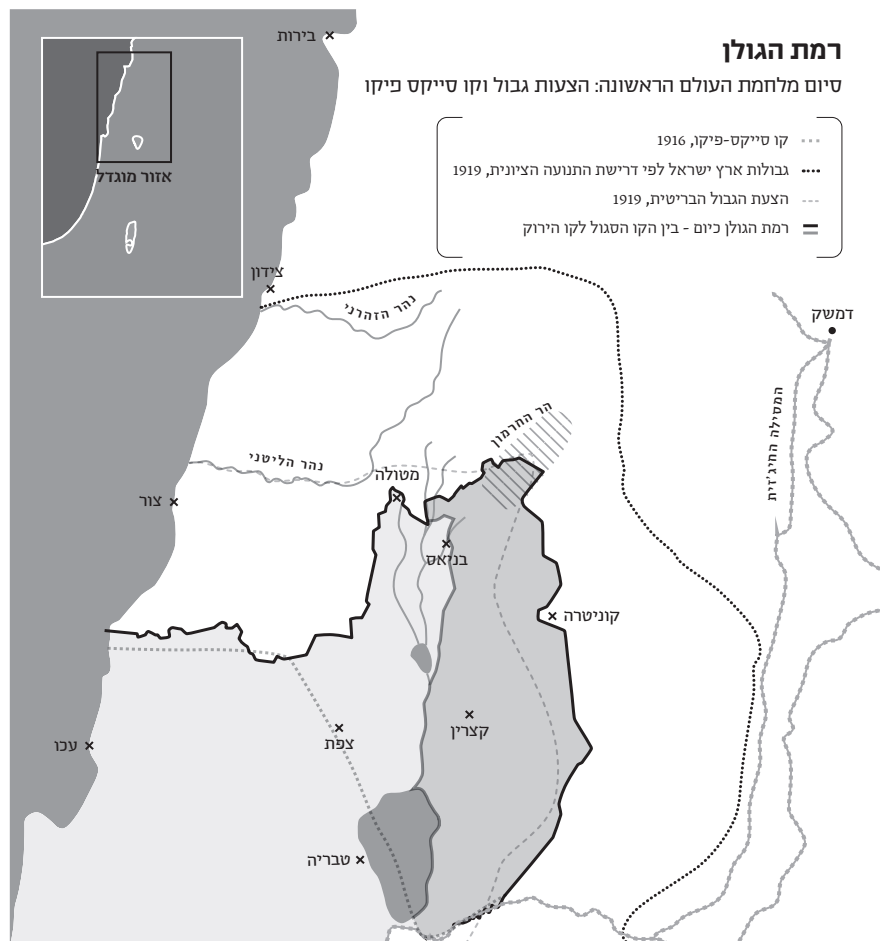 רמת הגולן
סיום מלחמת העולם הראשונה: הצעות גבול וקו סייקס פיקו
קו סייקס-פיקו, 1916
גבולות ארץ ישראל לפי דרישת התנועה הציונית, 1919
הצעת הגבול הבריטית, 1919
רמת הגולן כיום - בין הקו הסגול לקו הירוק
בירות
אזור מוגדל
צידון
נהר הזהרני
דמשק
הר החרמון
המסילה החיג'זית
נהר הליטני
מטולה
צור
בניאס
קוניטרה
קצרין
צפת
עכו
טבריה